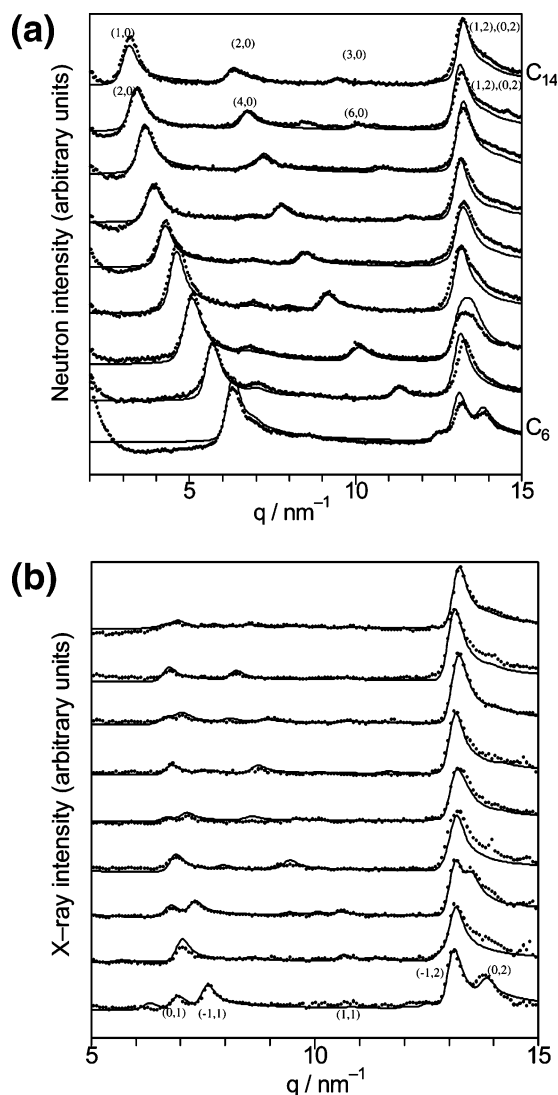 (a)
(1,0)
(2,0)
(3,0)
(1,2),(0,2)
C14
(2,0)
(4,0)
(6,0)
(1,2),(0,2)
C6
Neutron intensity (arbitrary units)
5
10
15
q / nm–1
(b)
X–ray intensity (arbitrary units)
(-1,2)
(0,2)
(0,1)
(-1,1)
(1,1)
5
10
15
q / nm–1